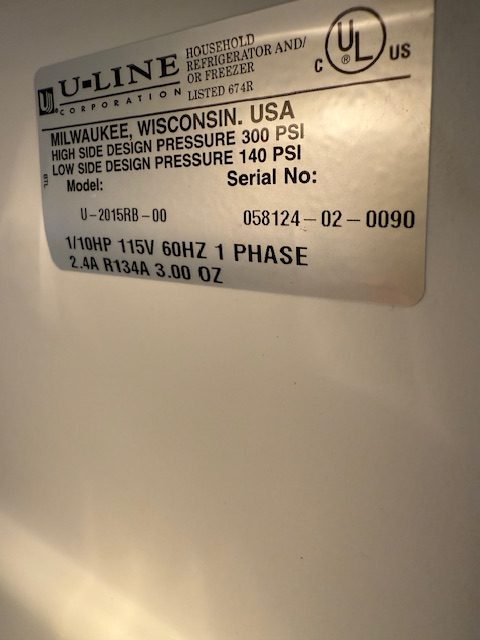 U-LINE
CORPORATION
HOUSEHOLD
REFRIGERATOR AND/
OR FREEZER
LISTED 674R
C UL ® US
MILWAUKEE, WISCONSIN. USA
HIGH SIDE DESIGN PRESSURE 300 PSI
LOW SIDE DESIGN PRESSURE 140 PSI
BTL
Model: Serial No:
U-2015RB-00 058124-02-0090
1/10HP 115V 60HZ 1 PHASE
2.4A R134A 3.00 OZ